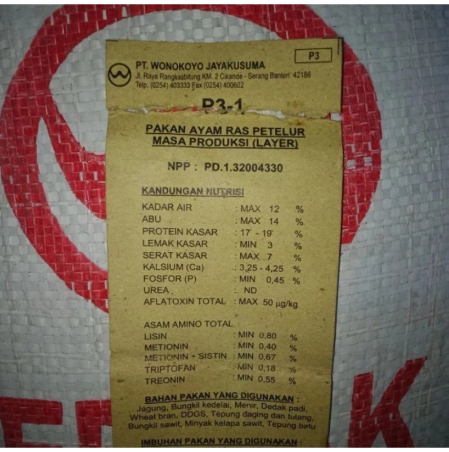 PT. WONOKOYO JAYAKUSUMA
Jl. Raya Rangkasbitung KM. 2 Cikande - Serang Banten 42186
Telp. (0254) 403333 Fax (0254) 400602
P3
P3-1
PAKAN AYAM RAS PETELUR
MASA PRODUKSI (LAYER)
NPP : PD.1.32004330
KANDUNGAN NUTRISI
KADAR AIR : MAX 12 %
ABU : MAX 14 %
PROTEIN KASAR : 17 - 19 %
LEMAK KASAR : MIN 3 %
SERAT KASAR : MAX 7 %
KALSIUM (Ca) : 3,25 - 4,25 %
FOSFOR (P) : MIN 0,45 %
UREA : ND
AFLATOXIN TOTAL : MAX 50 µg/kg
ASAM AMINO TOTAL
LISIN : MIN 0,80 %
METIONIN : MIN 0,40 %
METIONIN + SISTIN : MIN 0,67 %
TRIPTOFAN : MIN 0,18 %
TREONIN : MIN 0,55 %
BAHAN PAKAN YANG DIGUNAKAN :
Jagung, Bungkil kedelai, Menir, Dedak padi,
Wheat bran, DDGS, Tepung daging dan tulang,
Bungkil sawit, Minyak kelapa sawit, Tepung batu
IMBUHAN PAKAN YANG DIGUNAKAN :